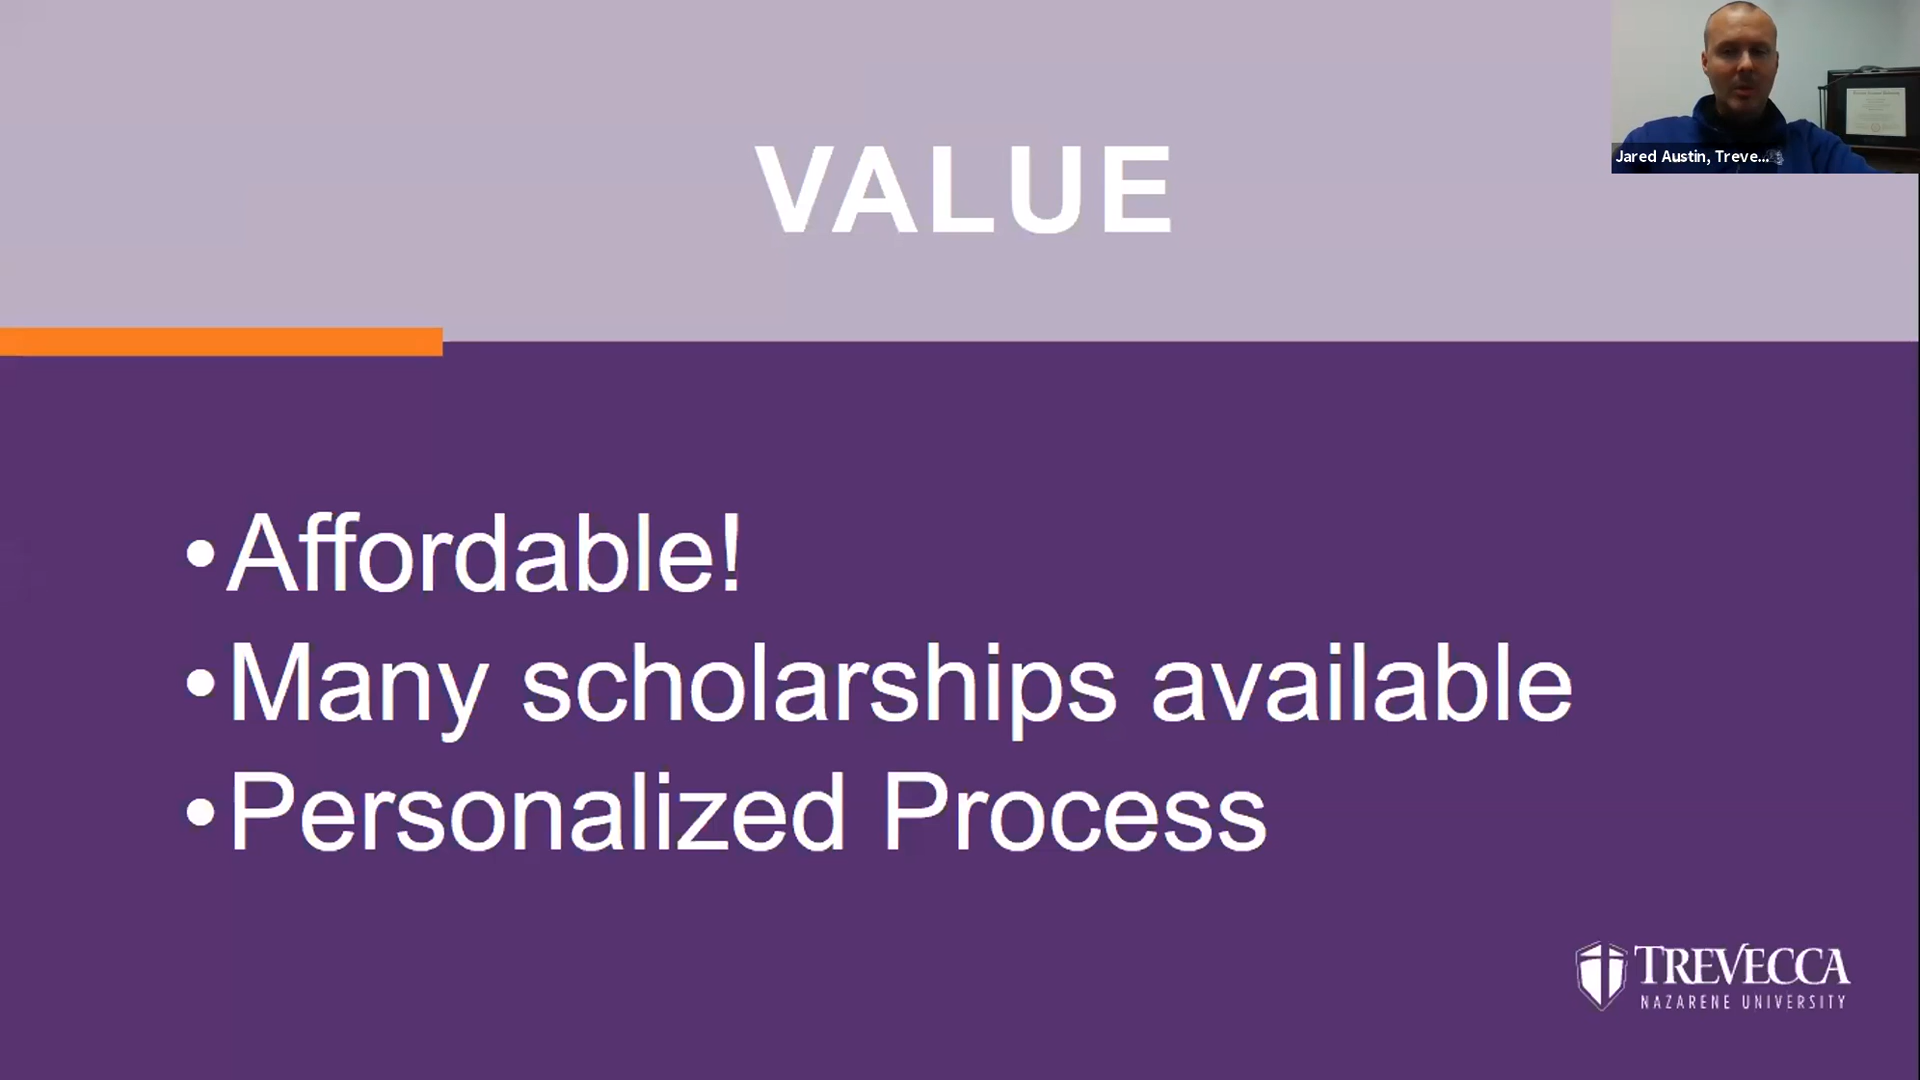 VALUE
Jared Austin, Treve...
•Affordable!
•Many scholarships available
•Personalized Process
TREVECCA
NAZARENE UNIVERSITY